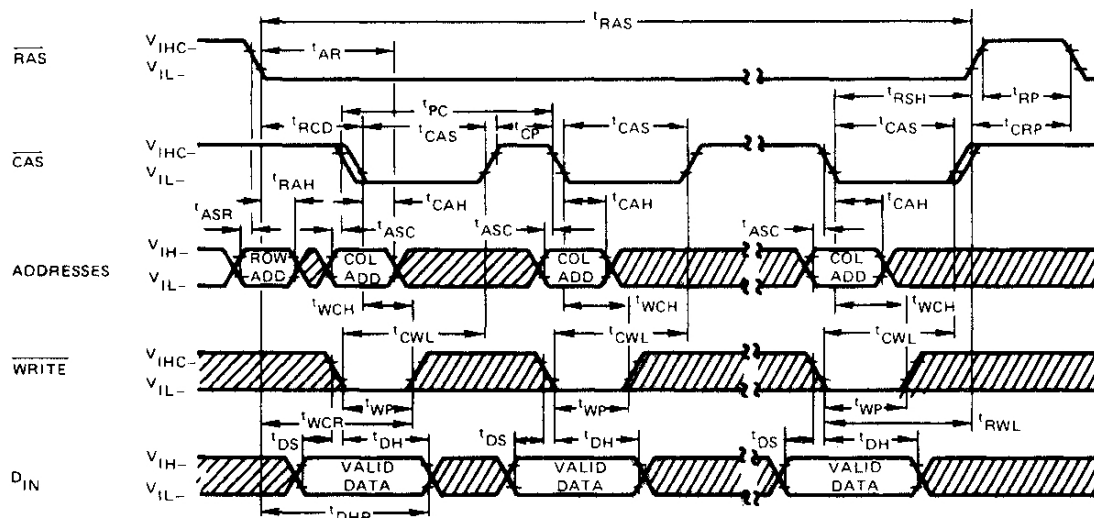 tRAS
RAS
VIHC-
VIL-
tAR
tRSH
tRP
tPC
tRCD
tCAS
tCP
tCAS
tCAS
tCRP
CAS
VIHC-
VIL-
tRAH
tCAH
tCAH
tCAH
tASR
tASC
tASC
tASC
ADDRESSES
VIH-
VIL-
ROW ADD
COL ADD
COL ADD
COL ADD
tWCH
tWCH
tWCH
tCWL
tCWL
tCWL
WRITE
VIHC-
VIL-
tWP
tWP
tWP
tWCR
tRWL
tDS
tDH
tDS
tDH
tDS
tDH
DIN
VIH-
VIL-
VALID DATA
VALID DATA
VALID DATA
tDHR